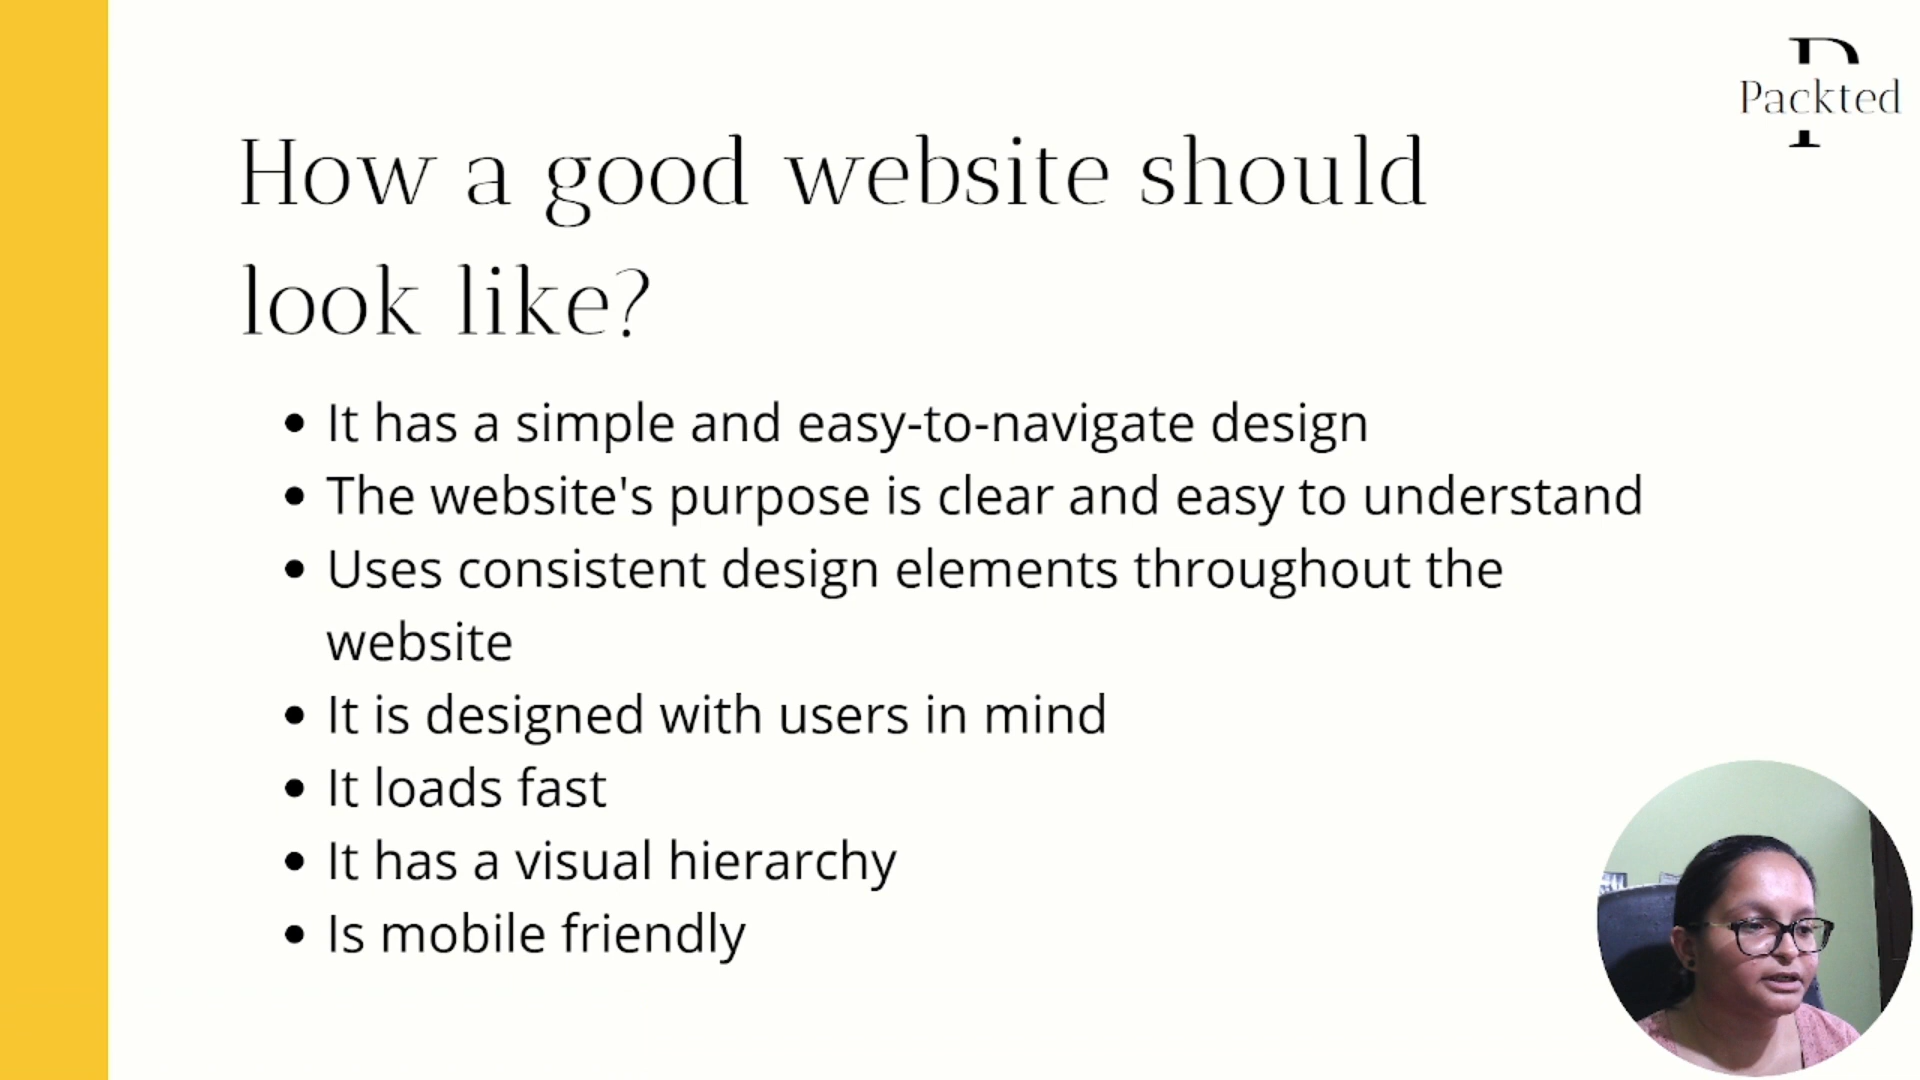 P
Packted
How a good website should
look like?
• It has a simple and easy-to-navigate design
• The website's purpose is clear and easy to understand
• Uses consistent design elements throughout the
website
• It is designed with users in mind
• It loads fast
• It has a visual hierarchy
• Is mobile friendly